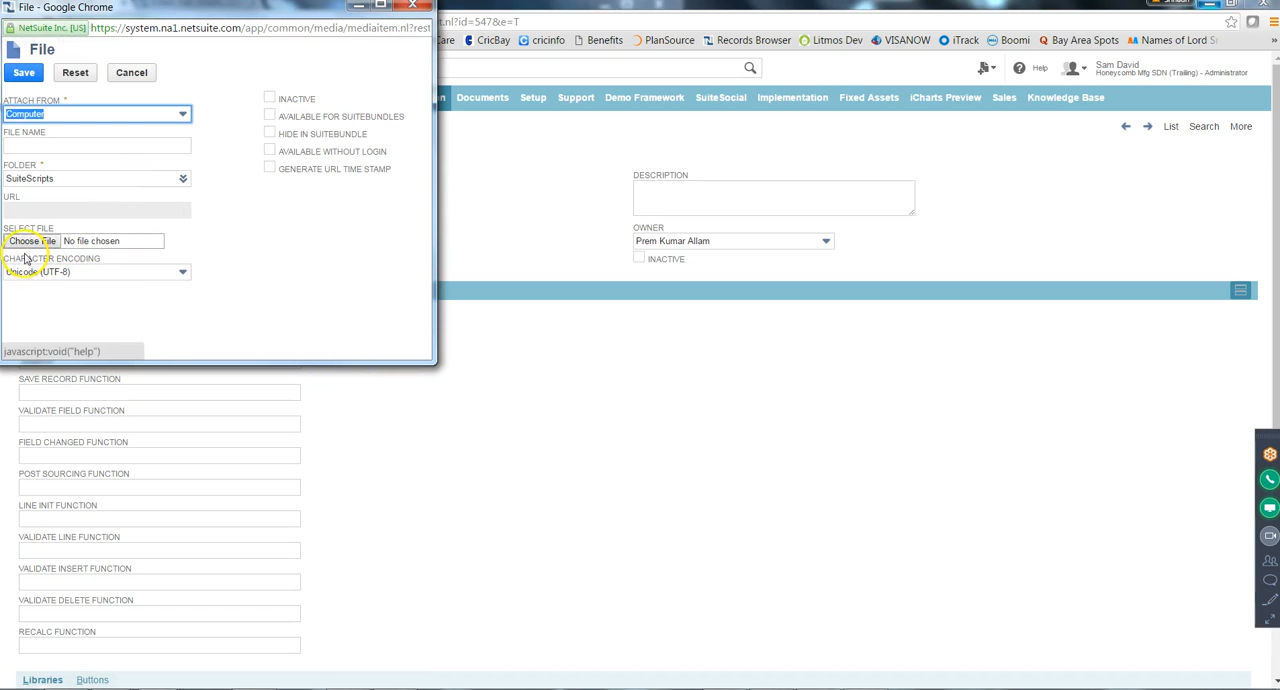 File - Google Chrome
NetSuite Inc. [US]
https://system.na1.netsuite.com/app/common/media/mediaitem.nl?rest
File
Save
Reset
Cancel
ATTACH FROM *
Computer
FILE NAME
FOLDER *
SuiteScripts
URL
SELECT FILE
Choose File No file chosen
CHARACTER ENCODING
Unicode (UTF-8)
INACTIVE
AVAILABLE FOR SUITEBUNDLES
HIDE IN SUITEBUNDLE
AVAILABLE WITHOUT LOGIN
GENERATE URL TIME STAMP
javascript:void("help")
t.nl?id=547&e=T
CricBay
cricinfo
Benefits
PlanSource
Records Browser
Litmos Dev
VISANOW
iTrack
Boomi
Bay Area Spots
Names of Lord
»
Help
Sam David
Honeycomb Mfg SDN (Trailing) - Administrator
Documents
Setup
Support
Demo Framework
SuiteSocial
Implementation
Fixed Assets
iCharts Preview
Sales
Knowledge Base
List
Search
More
DESCRIPTION
OWNER
Prem Kumar Allam
INACTIVE
SAVE RECORD FUNCTION
VALIDATE FIELD FUNCTION
FIELD CHANGED FUNCTION
POST SOURCING FUNCTION
LINE INIT FUNCTION
VALIDATE LINE FUNCTION
VALIDATE INSERT FUNCTION
VALIDATE DELETE FUNCTION
RECALC FUNCTION
Libraries
Buttons